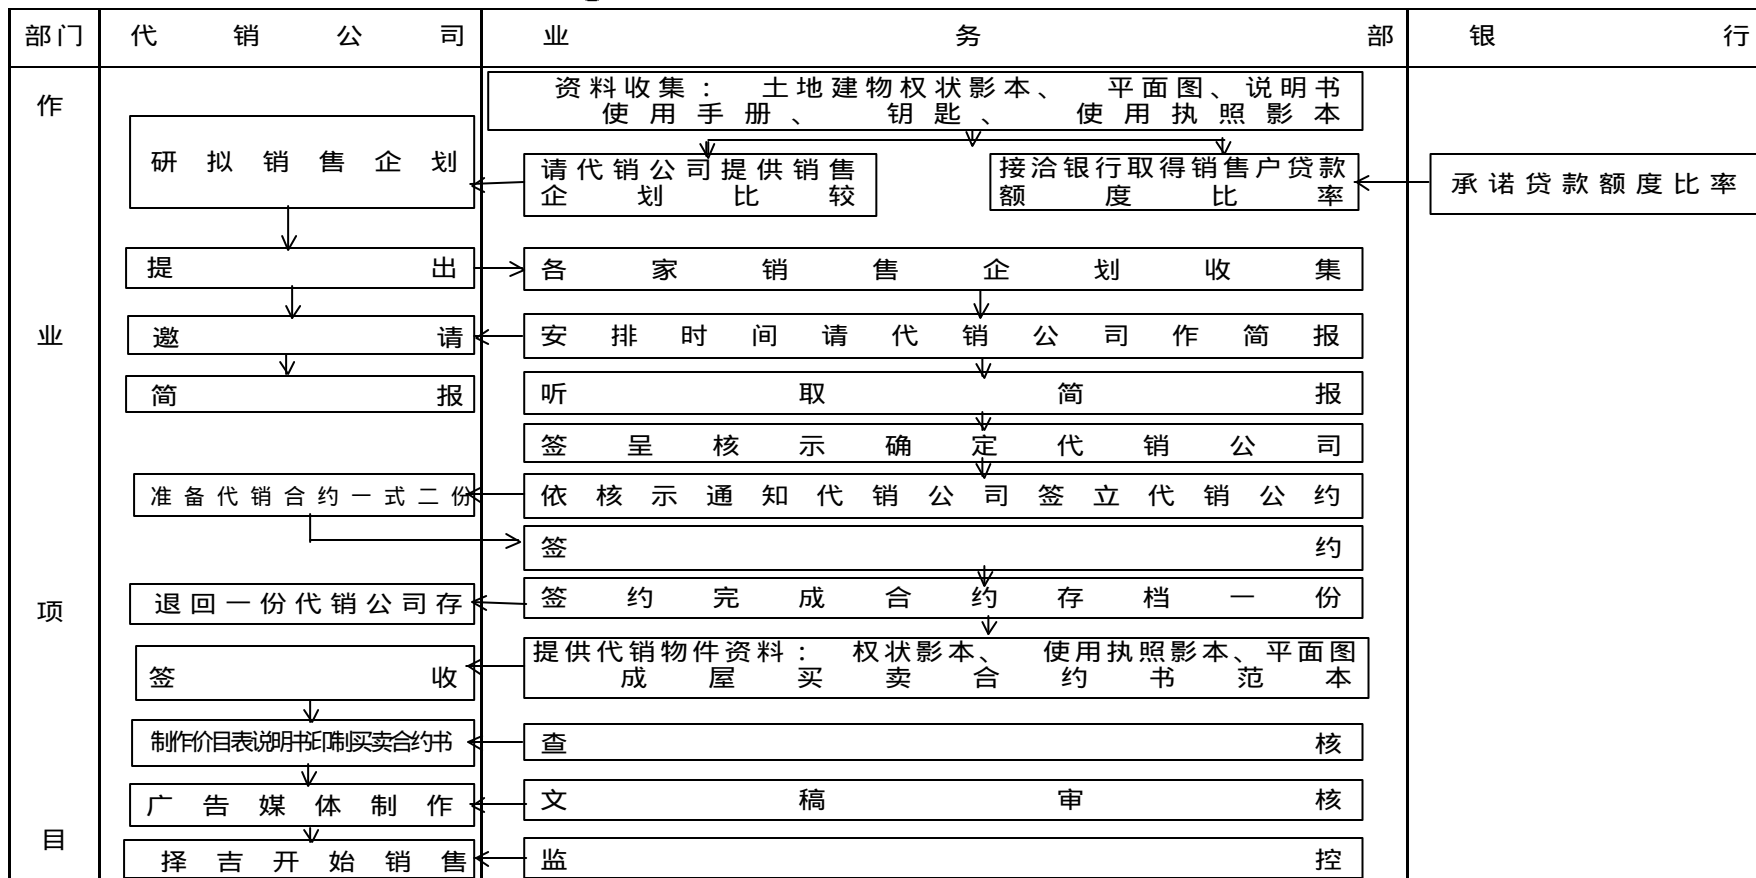 部门 代销公司 业务部 银行
作
业
项
目
资料收集：土地建物权状影本、平面图、说明书
使用手册、钥匙、使用执照影本
研拟销售企划
请代销公司提供销售
企划比较
接洽银行取得销售户贷款
额度比率
承诺贷款额度比率
提出
各家销售企划收集
邀请
安排时间请代销公司作简报
简报
听取简报
签呈核示确定代销公司
准备代销合约一式二份
依核示通知代销公司签立代销公约
签约
退回一份代销公司存
签约完成合约存档一份
签收
提供代销物件资料：权状影本、使用执照影本、平面图
成屋买卖合约书范本
制作价目表说明书印制买卖合约书
查核
广告媒体制作
文稿审核
择吉开始销售
监控